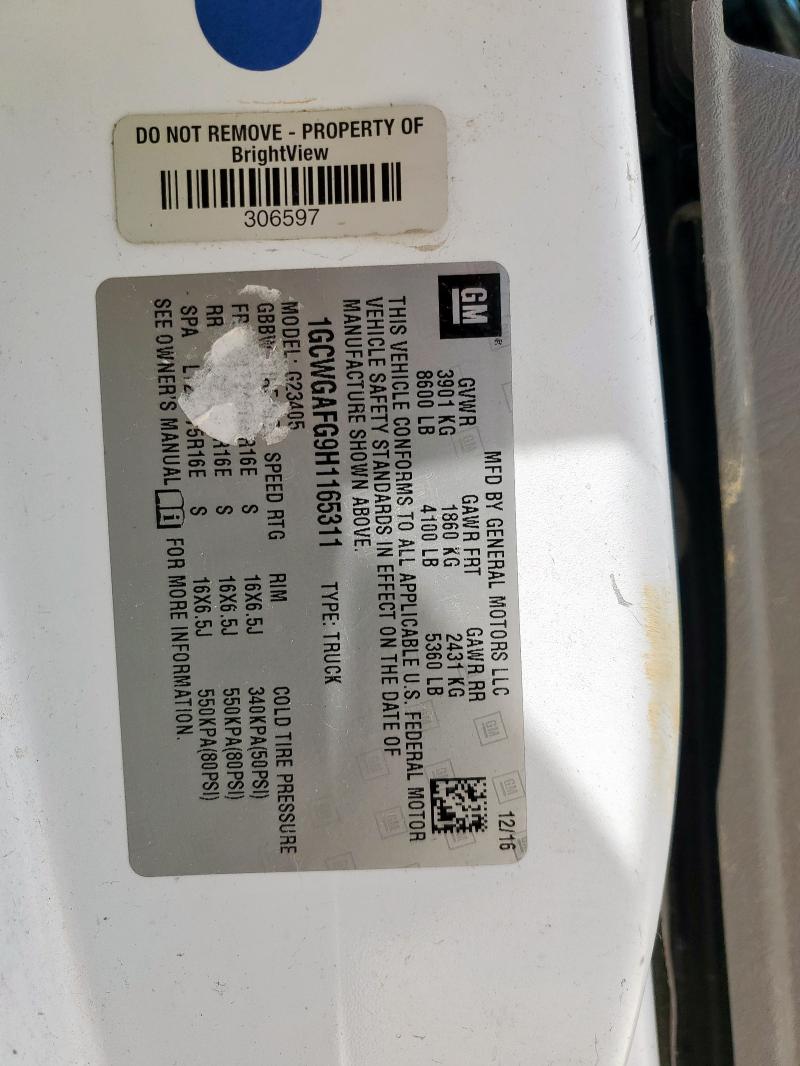 DO NOT REMOVE - PROPERTY OF
BrightView
306597
GM
MFD BY GENERAL MOTORS LLC 12/16
GVWR GAWR FRT GAWR RR
3901 KG 1860 KG 2431 KG
8600 LB 4100 LB 5360 LB
THIS VEHICLE CONFORMS TO ALL APPLICABLE U.S. FEDERAL MOTOR
VEHICLE SAFETY STANDARDS IN EFFECT ON THE DATE OF
MANUFACTURE SHOWN ABOVE.
1GCWGAFG9H1165311 TYPE: TRUCK
MODEL: G23405
SPEED RTG RIM COLD TIRE PRESSURE
S 16X6.5J 340KPA(50PSI)
RR S 16X6.5J 550KPA(80PSI)
SPA S 16X6.5J 550KPA(80PSI)
SEE OWNER'S MANUAL i FOR MORE INFORMATION.